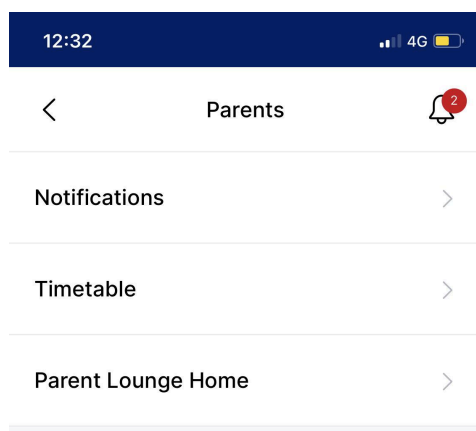 12:32 4G
Parents 2
Notifications
Timetable
Parent Lounge Home